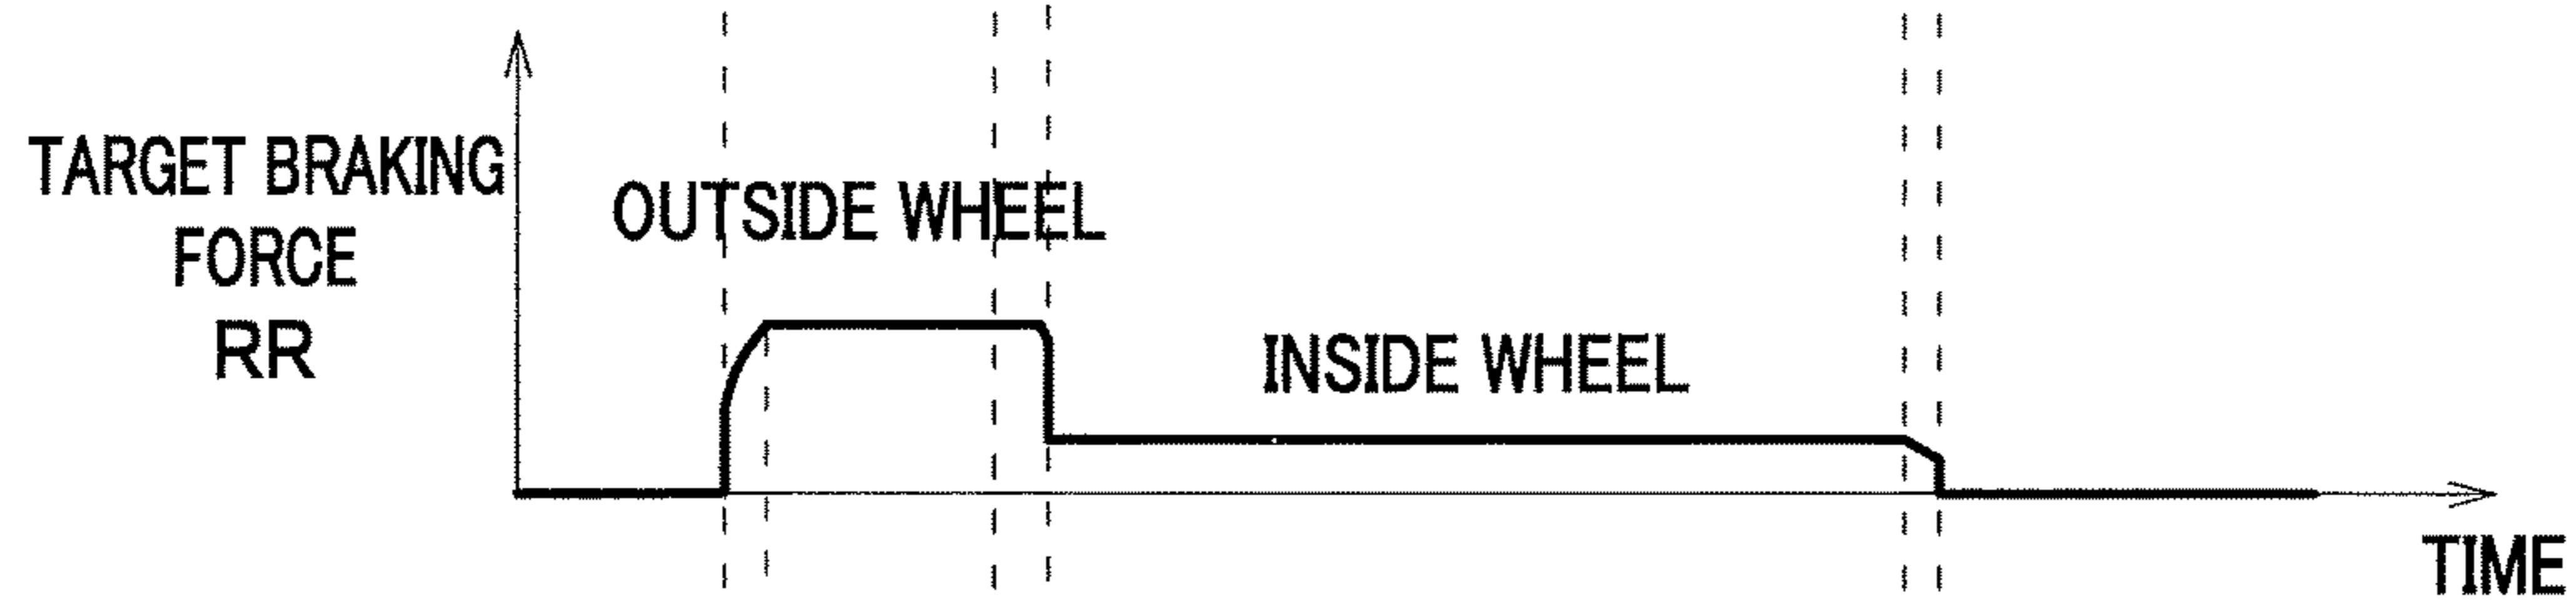 TARGET BRAKING
FORCE
RR
OUTSIDE WHEEL
INSIDE WHEEL
TIME